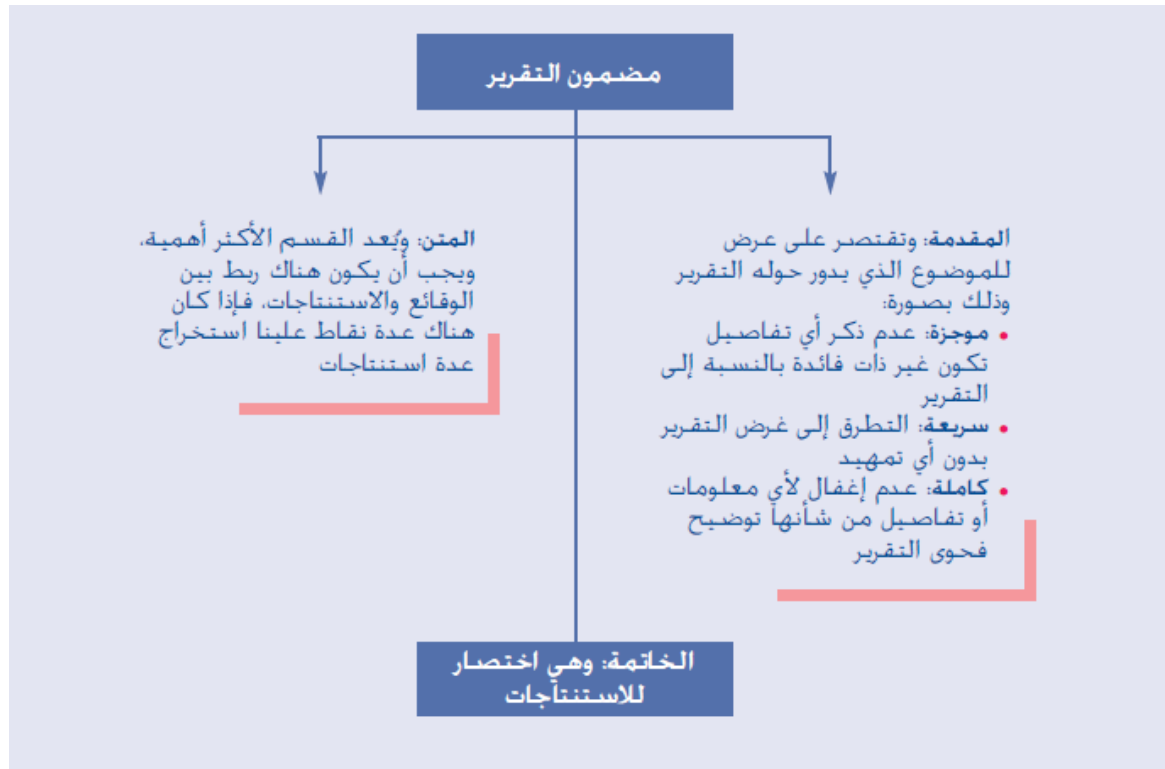 مضمون التقرير
المقدمة: وتقتصر على عرض
للموضوع الذي يدور حوله التقرير
وذلك بصورة:
• موجزة: عدم ذكر أي تفاصيل
تكون غير ذات فائدة بالنسبة إلى
التقرير
• سريعة: التطرق إلى غرض التقرير
بدون أي تمهيد
• كاملة: عدم إغفال لأي معلومات
أو تفاصيل من شأنها توضيح
فحوى التقرير
المتن: ويُعد القسم الأكثر أهمية،
ويجب أن يكون هناك ربط بين
الوقائع والاستنتاجات، فإذا كان
هناك عدة نقاط علينا استخراج
عدة استنتاجات
الخاتمة: وهي اختصار
للاستنتاجات